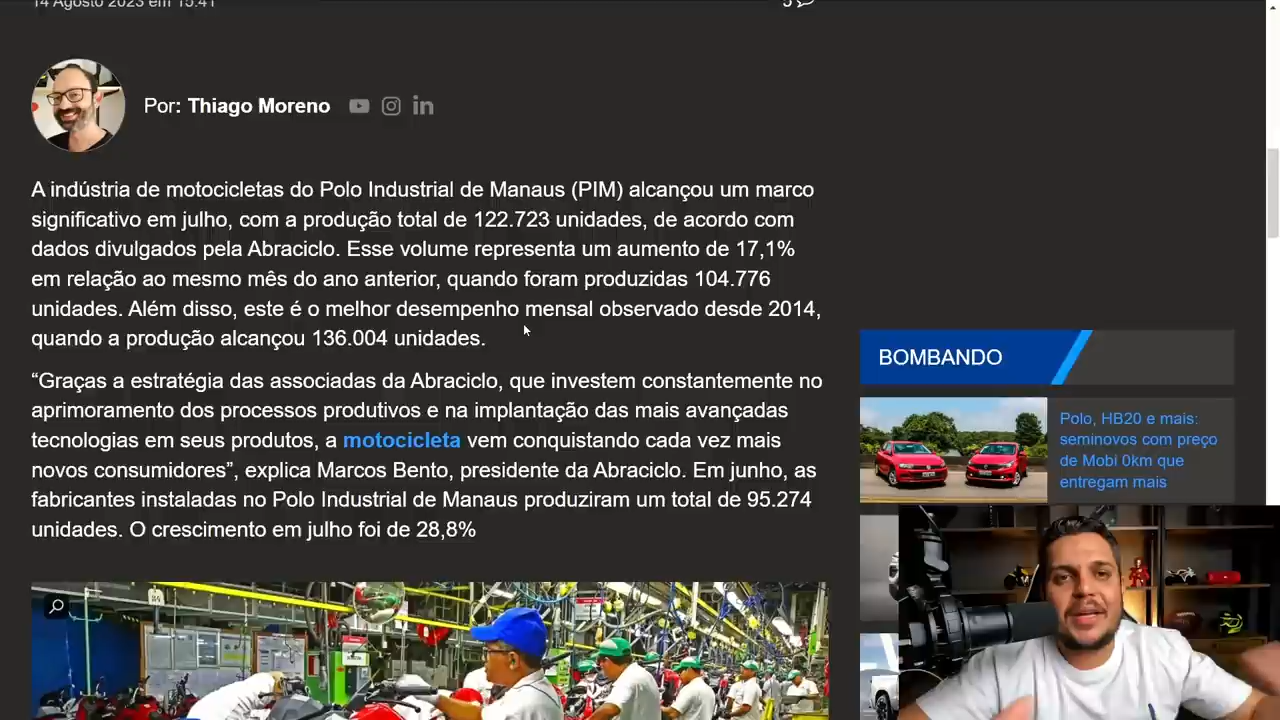 14 Agosto 2023 em 15:41
5
Por: Thiago Moreno
A indústria de motocicletas do Polo Industrial de Manaus (PIM) alcançou um marco
significativo em julho, com a produção total de 122.723 unidades, de acordo com
dados divulgados pela Abraciclo. Esse volume representa um aumento de 17,1%
em relação ao mesmo mês do ano anterior, quando foram produzidas 104.776
unidades. Além disso, este é o melhor desempenho mensal observado desde 2014,
quando a produção alcançou 136.004 unidades.
“Graças a estratégia das associadas da Abraciclo, que investem constantemente no
aprimoramento dos processos produtivos e na implantação das mais avançadas
tecnologias em seus produtos, a motocicleta vem conquistando cada vez mais
novos consumidores”, explica Marcos Bento, presidente da Abraciclo. Em junho, as
fabricantes instaladas no Polo Industrial de Manaus produziram um total de 95.274
unidades. O crescimento em julho foi de 28,8%
BOMBANDO
Polo, HB20 e mais:
seminovos com preço
de Mobi 0km que
entregam mais